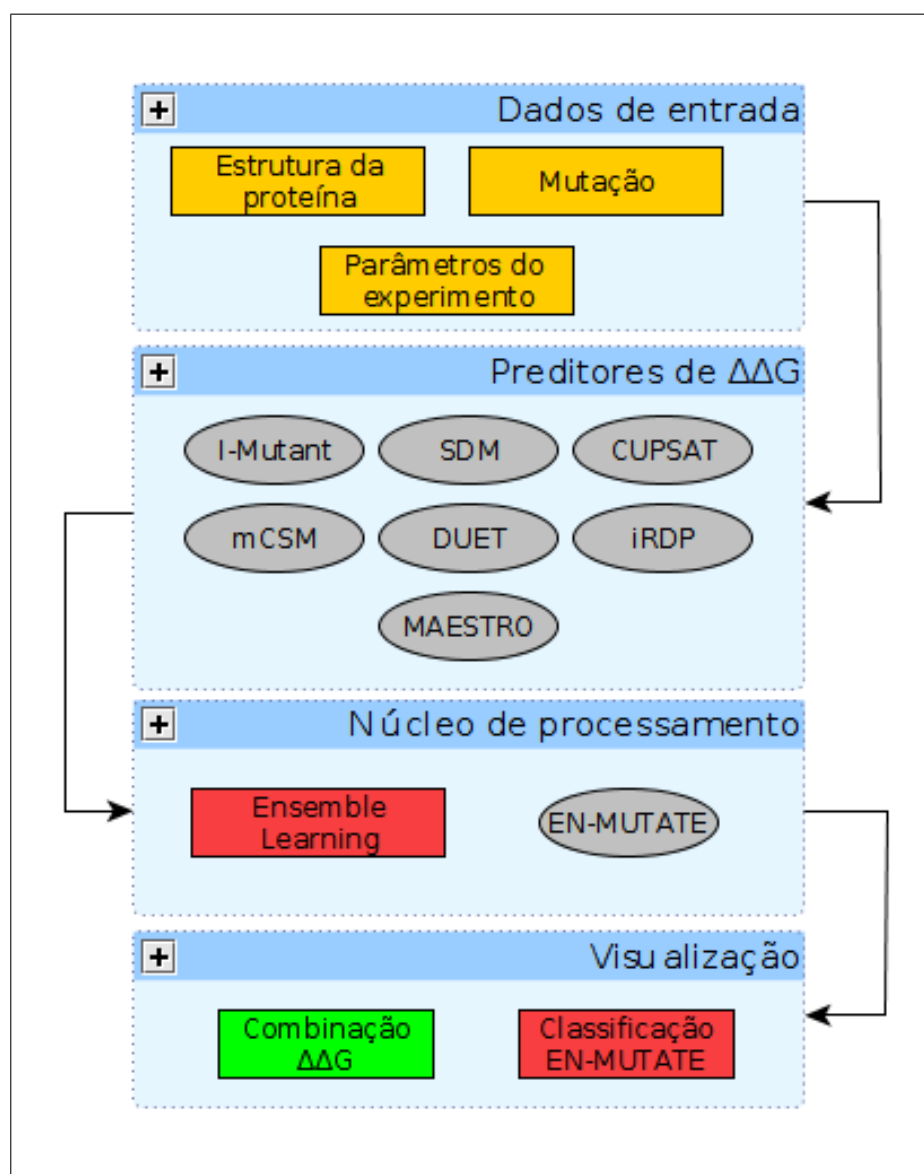 Dados de entrada
Estrutura da
proteína
Mutação
Parâmetros do
experimento
Preditores de ΔΔG
I-Mutant
SDM
CUPSAT
mCSM
DUET
iRDP
MAESTRO
Núcleo de processamento
Ensemble
Learning
EN-MUTATE
Visualização
Combinação
ΔΔG
Classificação
EN-MUTATE